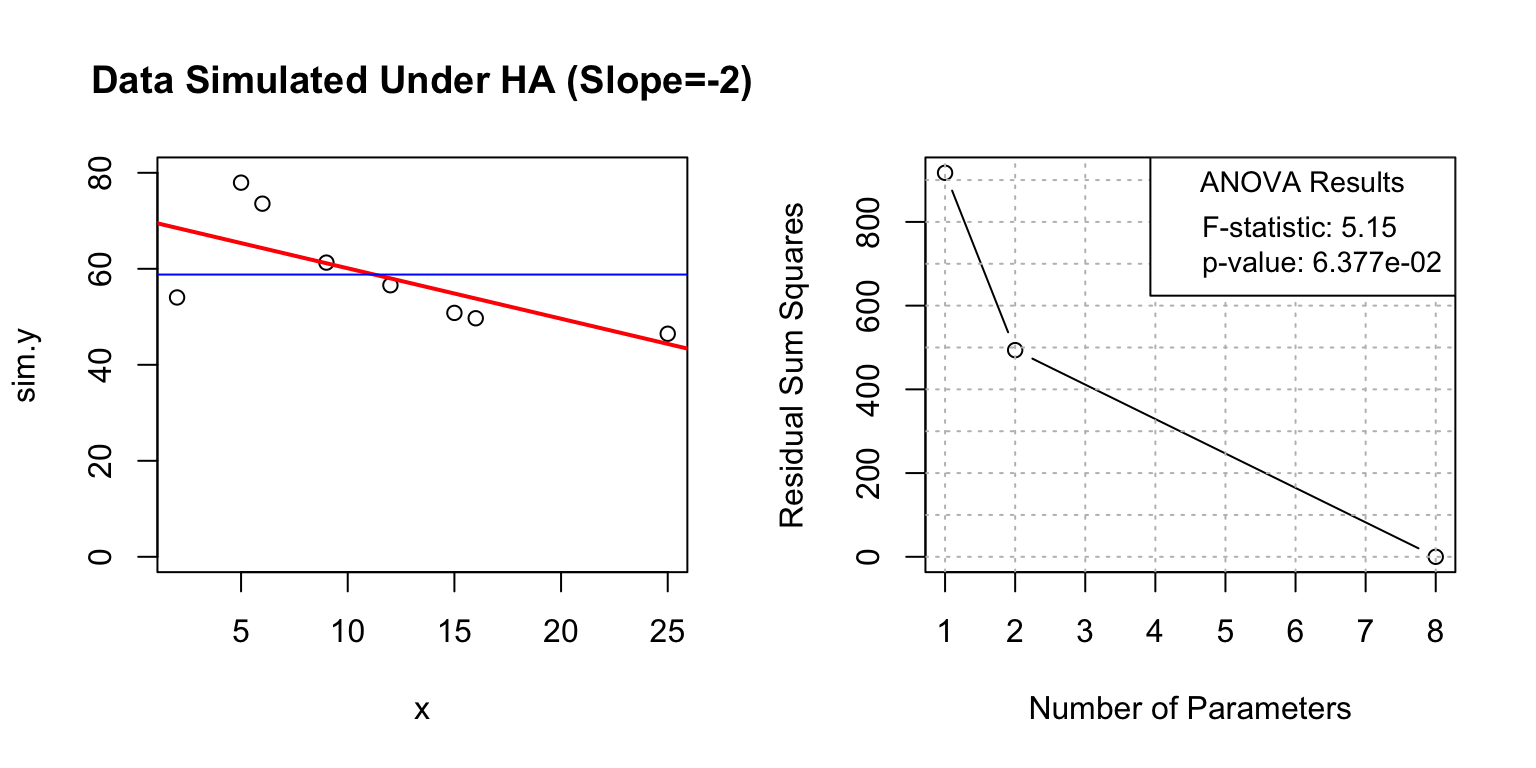 Data Simulated Under HA (Slope=-2)
sim.y
80
60
40
20
0
5 10 15 20 25
x
Residual Sum Squares
800
600
400
200
0
1 2 3 4 5 6 7 8
Number of Parameters
ANOVA Results
F-statistic: 5.15
p-value: 6.377e-02